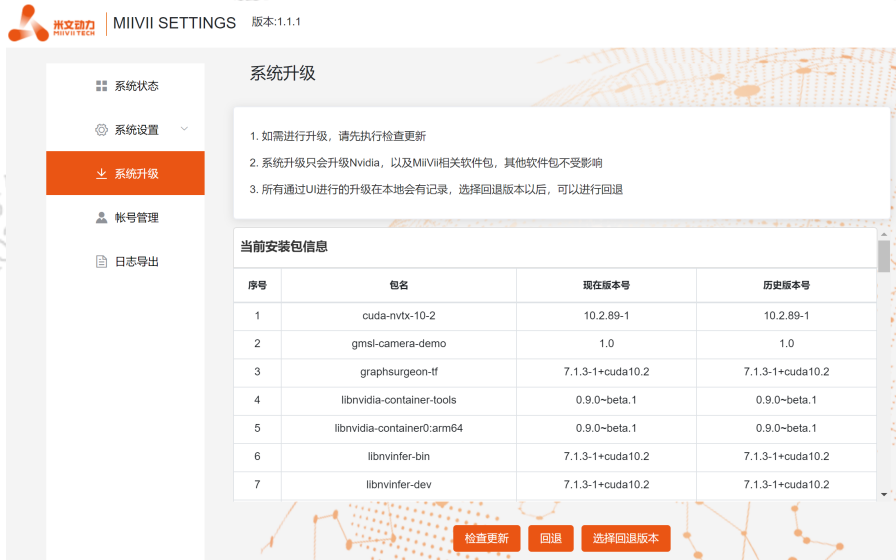 米文动力
MIIVII TECH
MIIVII SETTINGS 版本:1.1.1
系统状态
系统设置
系统升级
帐号管理
日志导出
系统升级
1. 如需进行升级，请先执行检查更新
2. 系统升级只会升级Nvidia，以及MiiVii相关软件包，其他软件包不受影响
3. 所有通过UI进行的升级在本地会有记录，选择回退版本以后，可以进行回退
当前安装包信息
序号 包名 现在版本号 历史版本号
1 cuda-nvtx-10-2 10.2.89-1 10.2.89-1
2 gmsl-camera-demo 1.0 1.0
3 graphsurgeon-tf 7.1.3-1+cuda10.2 7.1.3-1+cuda10.2
4 libnvidia-container-tools 0.9.0~beta.1 0.9.0~beta.1
5 libnvidia-container0:arm64 0.9.0~beta.1 0.9.0~beta.1
6 libnvinfer-bin 7.1.3-1+cuda10.2 7.1.3-1+cuda10.2
7 libnvinfer-dev 7.1.3-1+cuda10.2 7.1.3-1+cuda10.2
检查更新 回退 选择回退版本